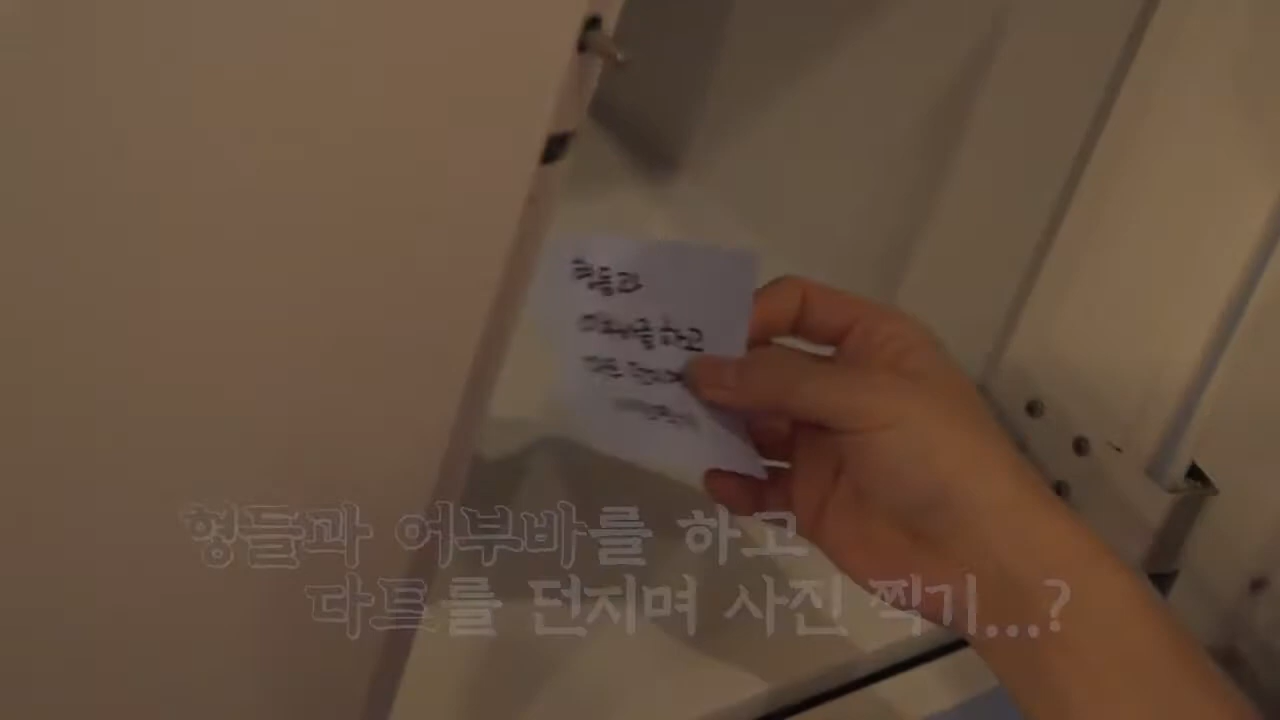 형들과
어부바를 하고
형들과 어부바를 하고
다트를 던지며 사진 찍기...?